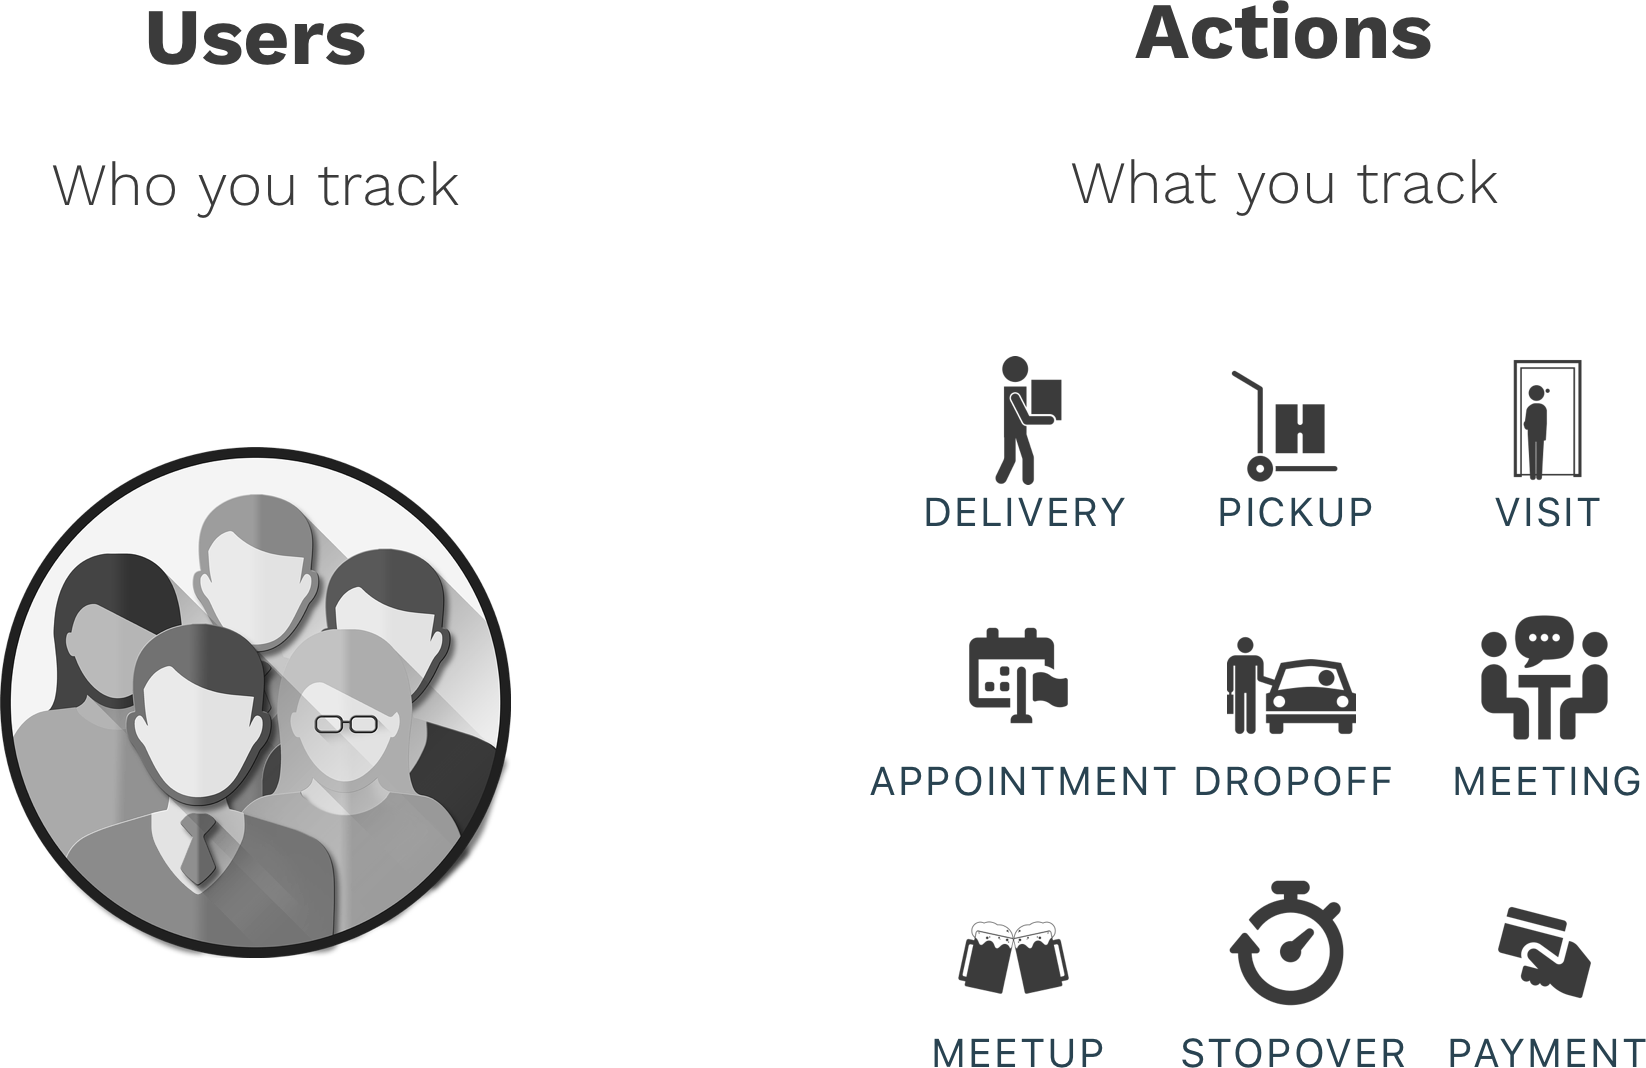 Users
Who you track
Actions
What you track
DELIVERY
PICKUP
VISIT
APPOINTMENT
DROPOFF
MEETING
MEETUP
STOPOVER
PAYMENT